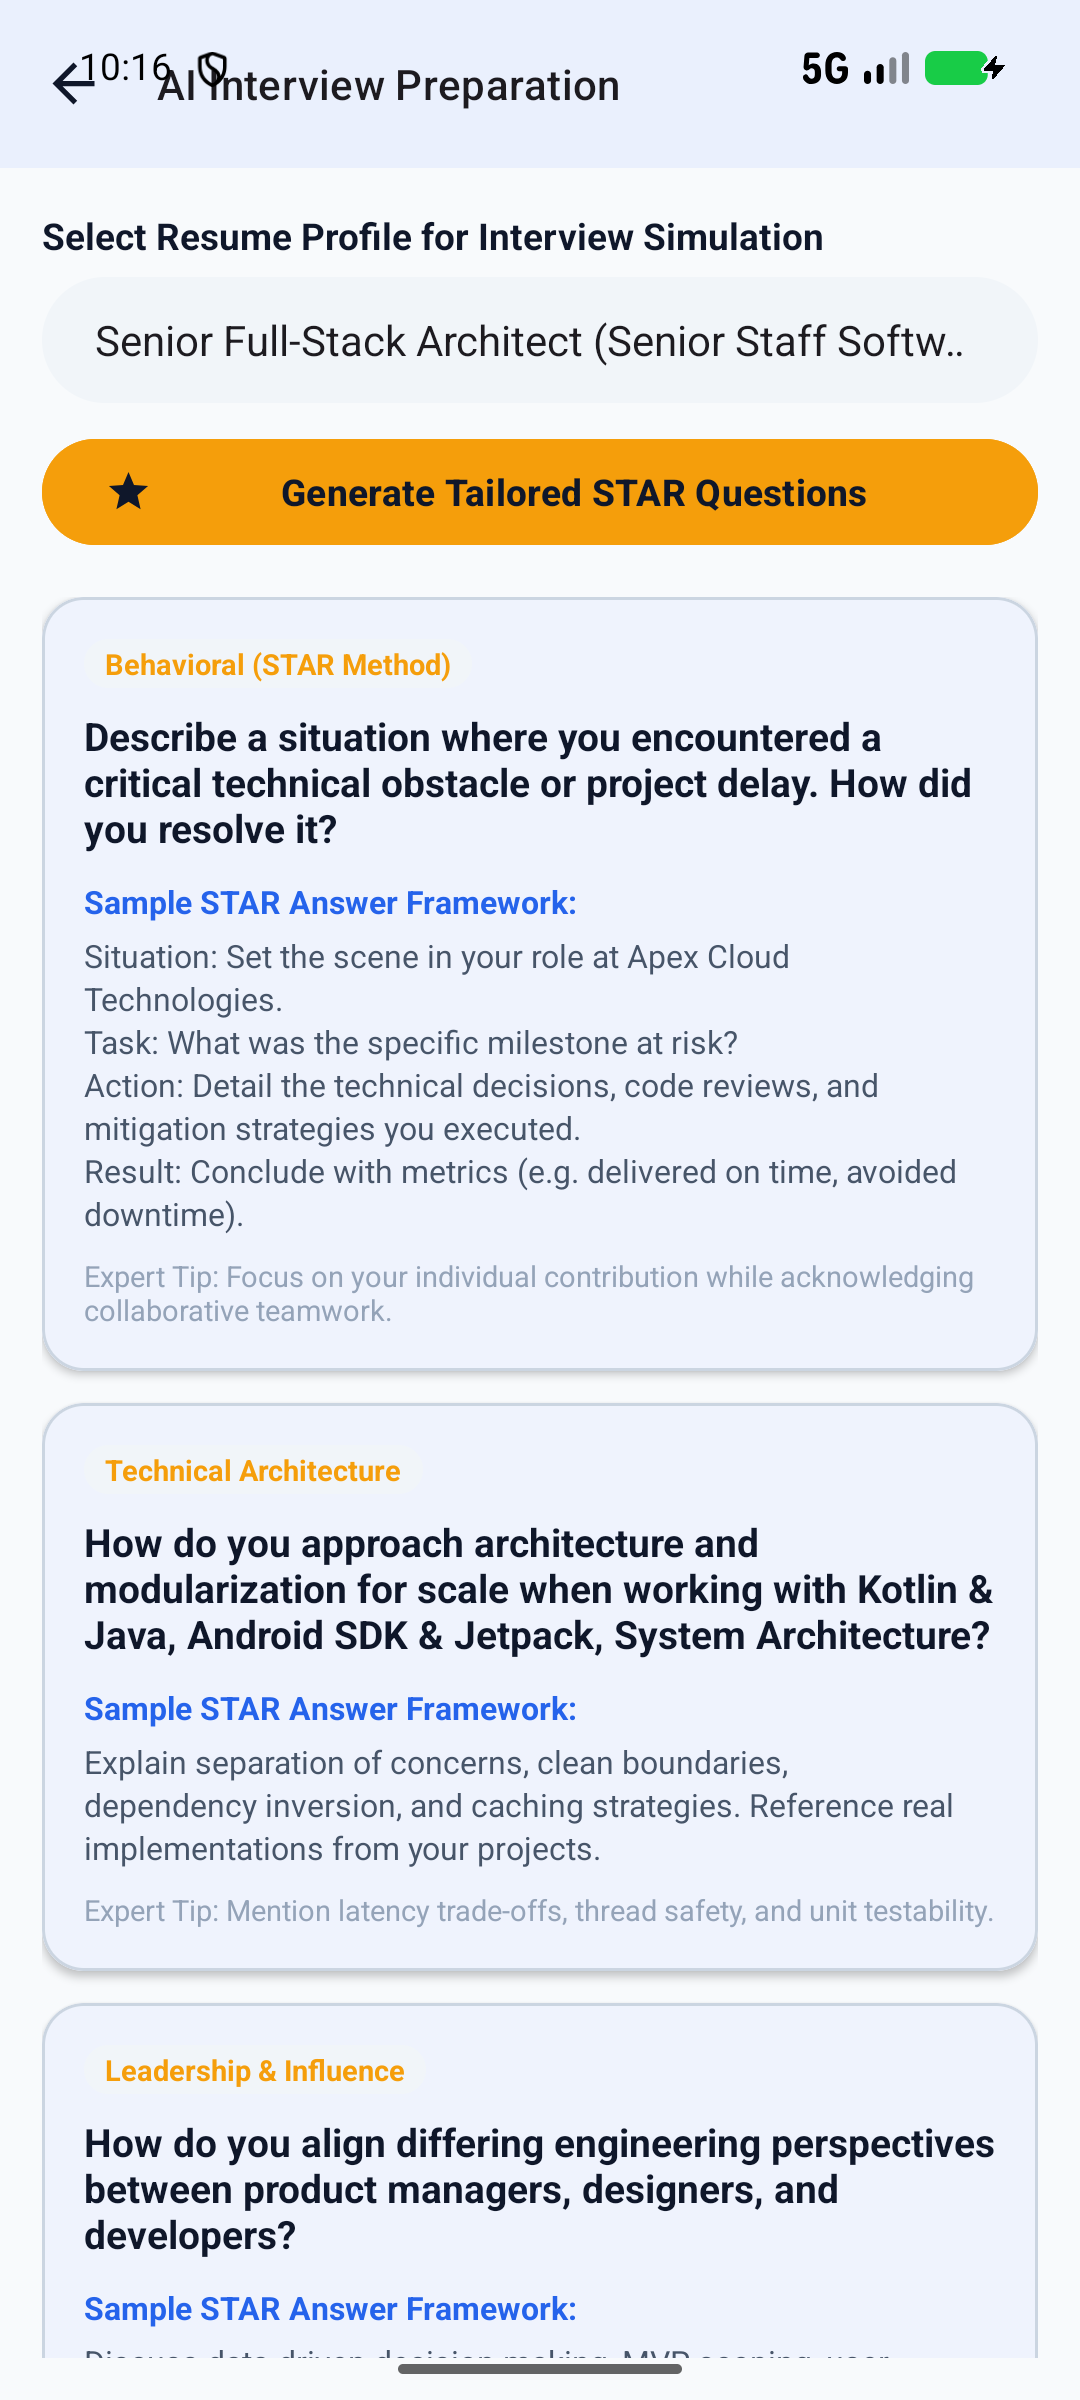 10:16
5G
AI Interview Preparation
Select Resume Profile for Interview Simulation
Senior Full-Stack Architect (Senior Staff Softw..
Generate Tailored STAR Questions
Behavioral (STAR Method)
Describe a situation where you encountered a
critical technical obstacle or project delay. How did
you resolve it?
Sample STAR Answer Framework:
Situation: Set the scene in your role at Apex Cloud
Technologies.
Task: What was the specific milestone at risk?
Action: Detail the technical decisions, code reviews, and
mitigation strategies you executed.
Result: Conclude with metrics (e.g. delivered on time, avoided
downtime).
Expert Tip: Focus on your individual contribution while acknowledging
collaborative teamwork.
Technical Architecture
How do you approach architecture and
modularization for scale when working with Kotlin &
Java, Android SDK & Jetpack, System Architecture?
Sample STAR Answer Framework:
Explain separation of concerns, clean boundaries,
dependency inversion, and caching strategies. Reference real
implementations from your projects.
Expert Tip: Mention latency trade-offs, thread safety, and unit testability.
Leadership & Influence
How do you align differing engineering perspectives
between product managers, designers, and
developers?
Sample STAR Answer Framework: